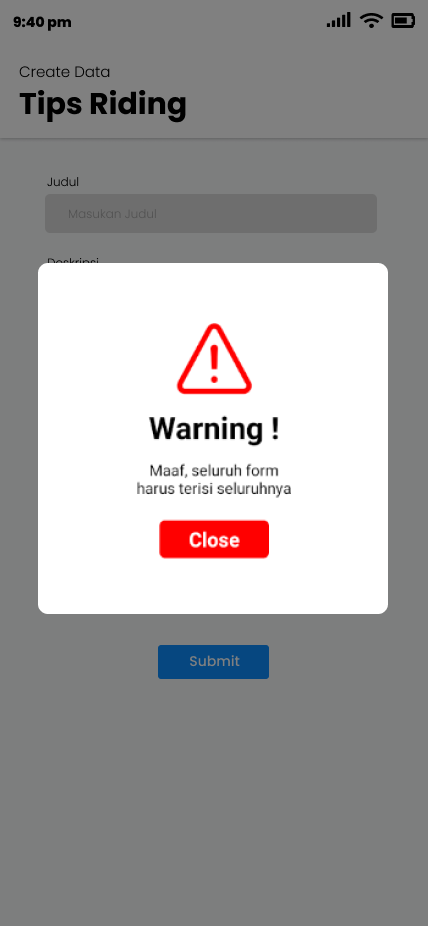 9:40 pm
Create Data
Tips Riding
Judul
Masukan Judul
Deskripsi
Warning !
Maaf, seluruh form
harus terisi seluruhnya
Close
Submit